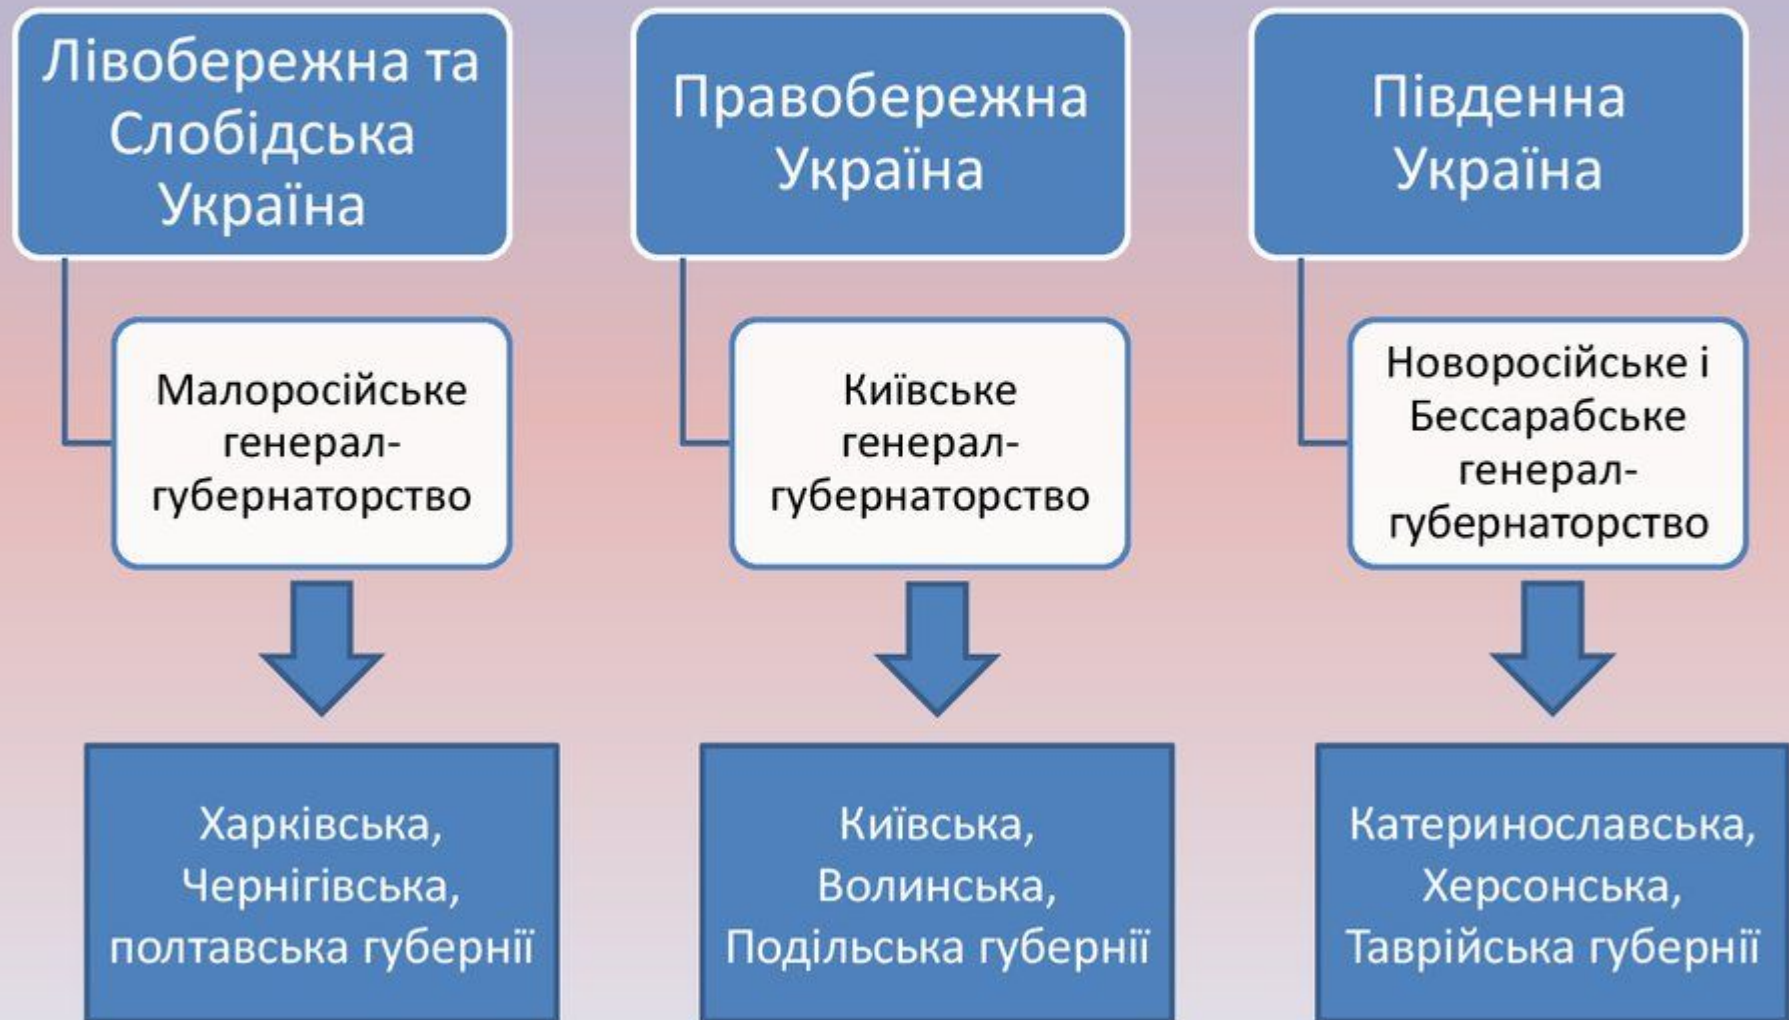 Лівобережна та
Слобідська
Україна
Малоросійське
генерал-
губернаторство
Харківська,
Чернігівська,
полтавська губернії
Правобережна
Україна
Київське
генерал-
губернаторство
Київська,
Волинська,
Подільська губернії
Південна
Україна
Новоросійське і
Бессарабське
генерал-
губернаторство
Катеринославська,
Херсонська,
Таврійська губернії